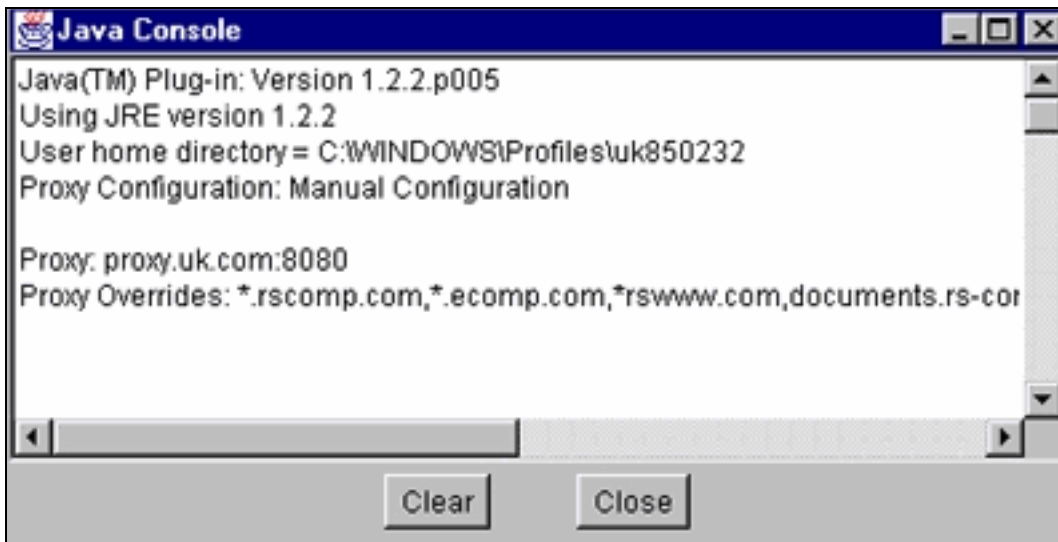 Java Console
Java(TM) Plug-in: Version 1.2.2.p005
Using JRE version 1.2.2
User home directory = C:\WINDOWS\Profiles\uk850232
Proxy Configuration: Manual Configuration
Proxy: proxy.uk.com:8080
Proxy Overrides: *.rscomp.com,*.ecomp.com,*rswww.com,documents.rs-cor
Clear
Close